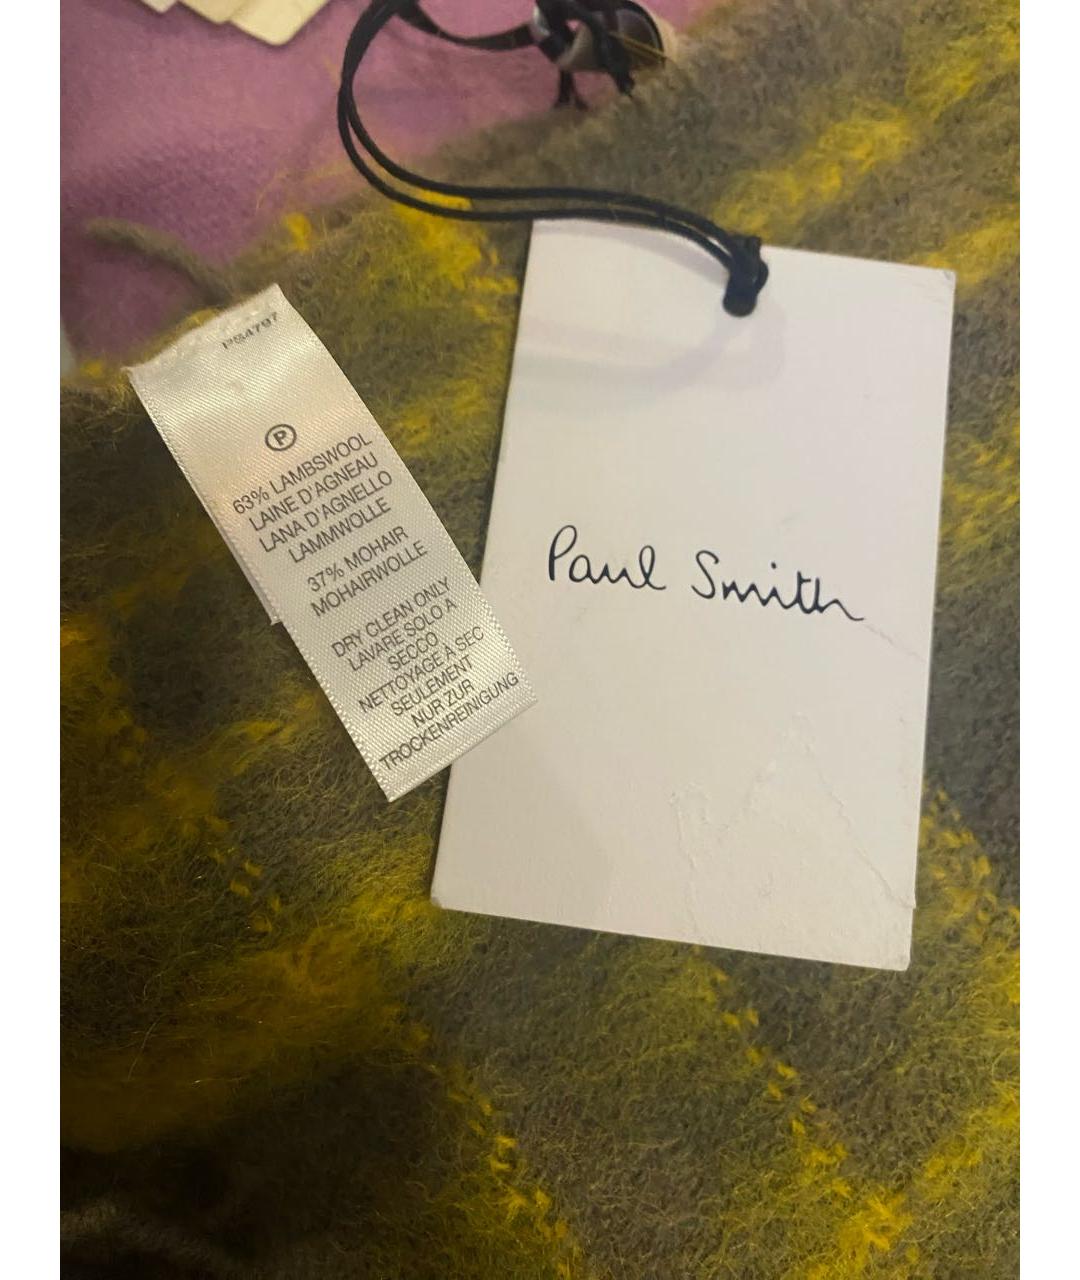 PS4797
P
63% LAMBSWOOL
LAINE D'AGNEAU
LANA D'AGNELLO
LAMMWOLLE
37% MOHAIR
MOHAIRWOLLE
DRY CLEAN ONLY
LAVARE SOLO A
SECCO
NETTOYAGE A SEC
SEULEMENT
NUR ZUR
TROCKENREINIGUNG
Paul Smith